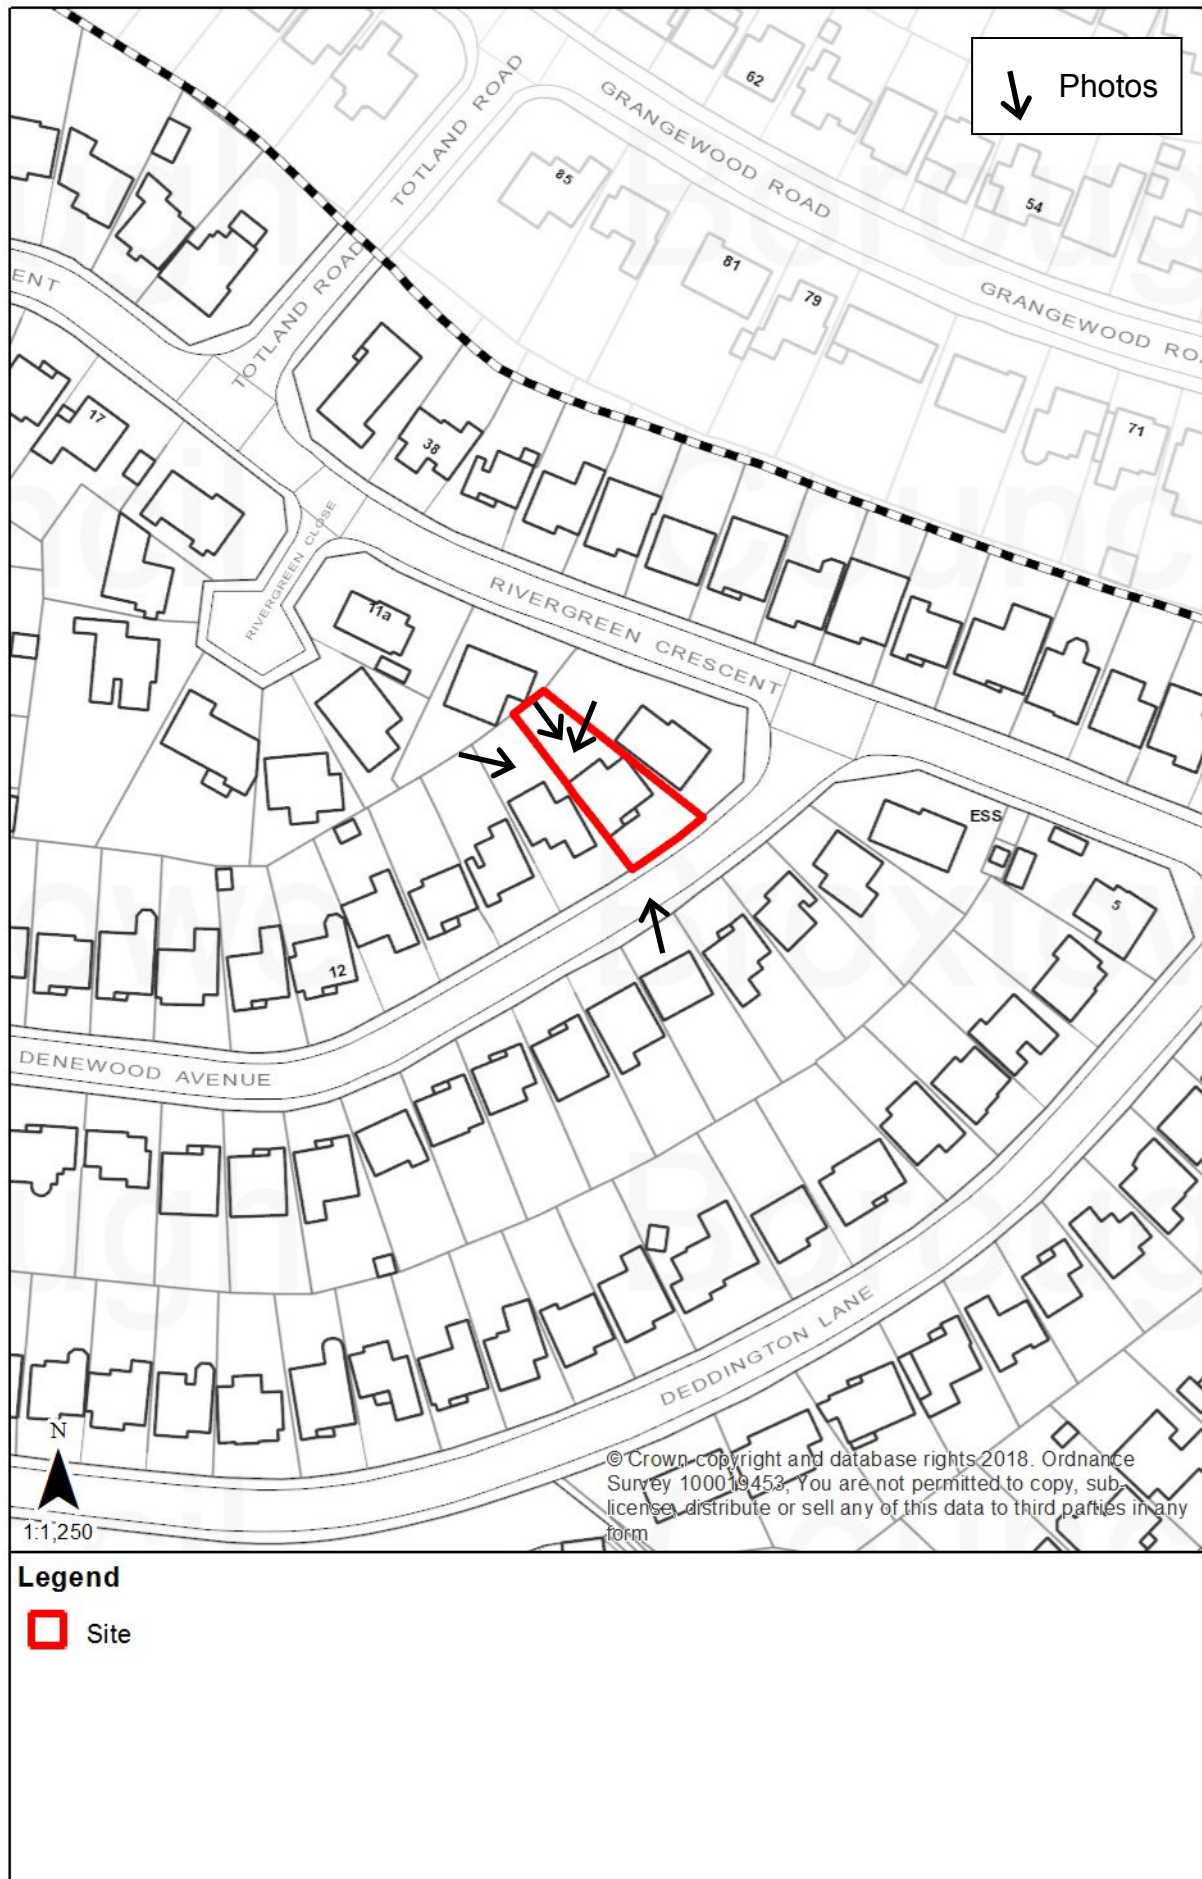 Photos
62
TOTLAND ROAD
GRANGEWOOD ROAD
85
54
81
79
GRANGEWOOD RO
ENT
TOTLAND ROAD
17
38
71
RIVERGREEN CLOSE
RIVERGREEN CRESCENT
11a
ESS
5
12
DENEWOOD AVENUE
DEDDINGTON LANE
N
1:1,250
© Crown copyright and database rights 2018. Ordnance
Survey 100019453, You are not permitted to copy, sub-
license, distribute or sell any of this data to third parties in any
form
Legend
Site